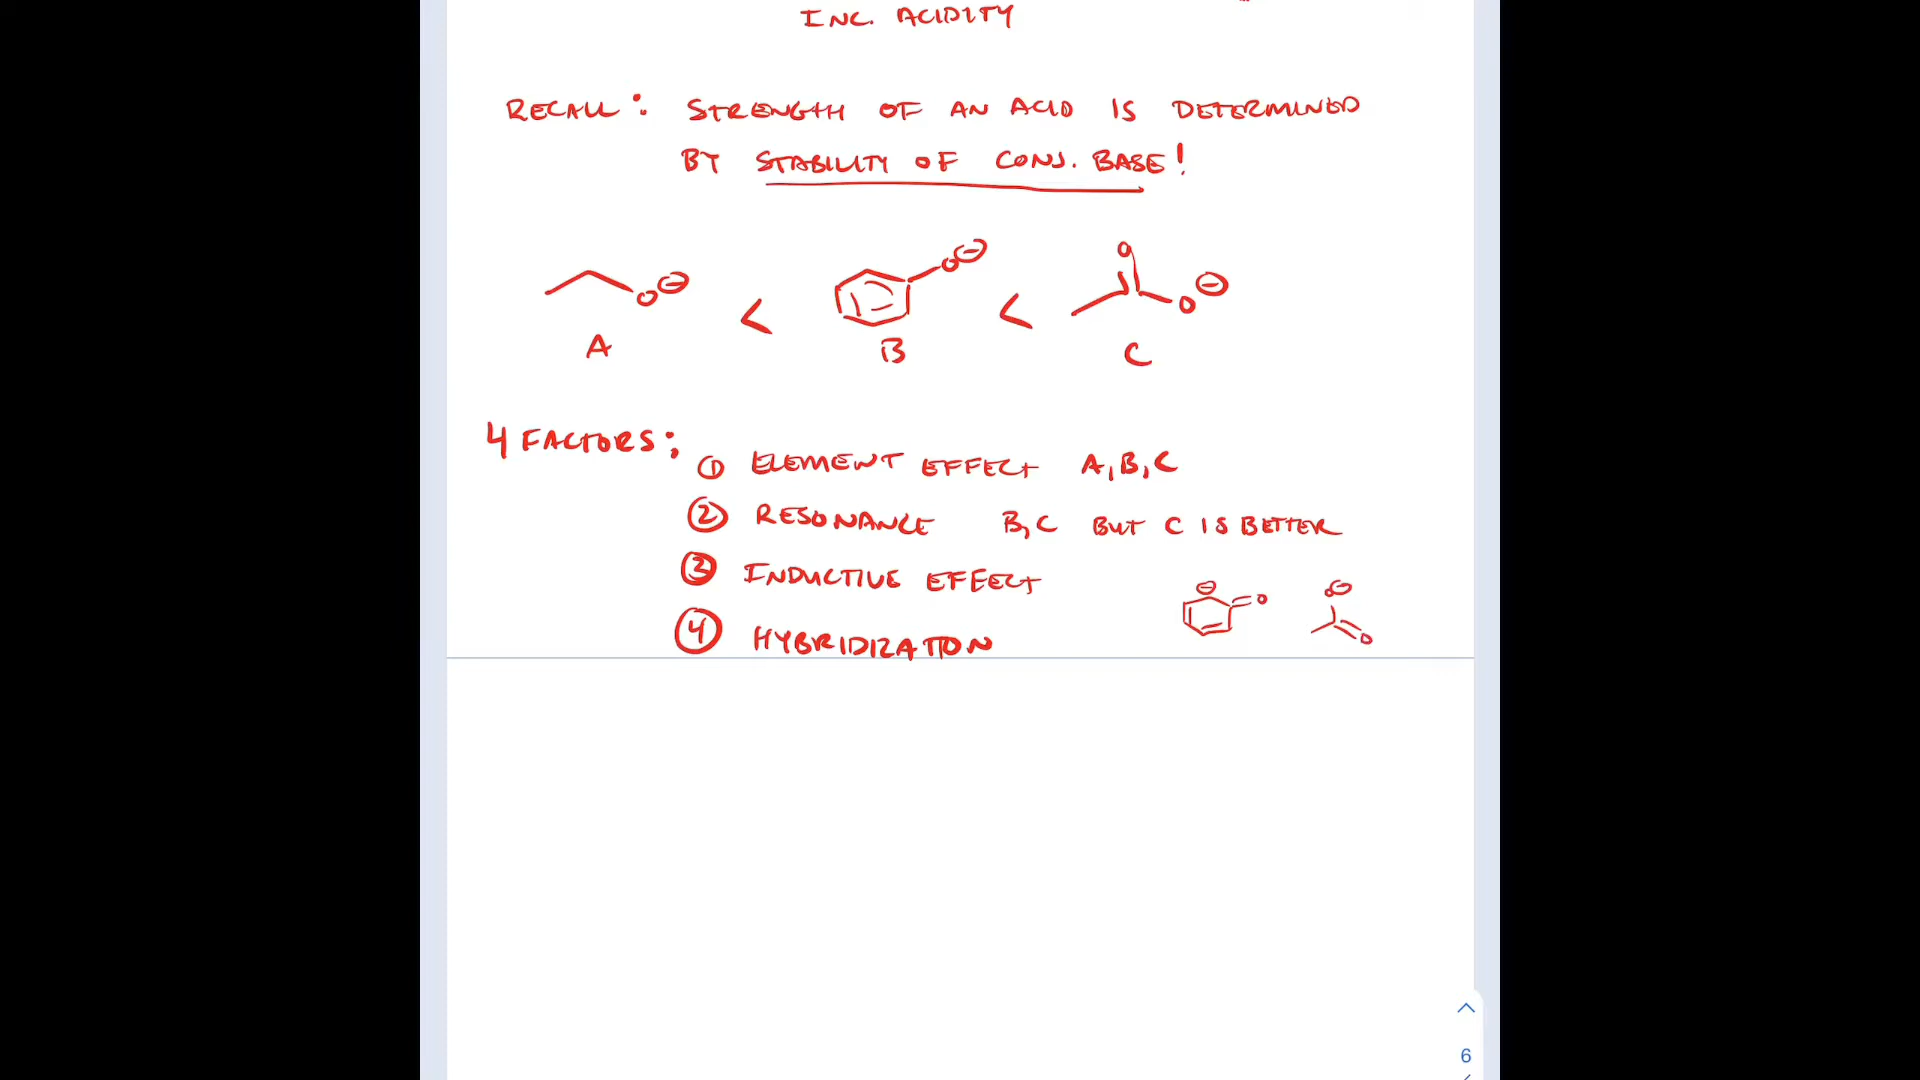 INC. ACIDITY
RECALL: STRENGTH OF AN ACID IS DETERMINED
BY STABILITY OF CONJ. BASE!
O⊖ < O⊖ < O O⊖
A B C
4 FACTORS:
① ELEMENT EFFECT A, B, C
② RESONANCE B, C BUT C IS BETTER
③ INDUCTIVE EFFECT
⊖ O O⊖ O
④ HYBRIDIZATION
6